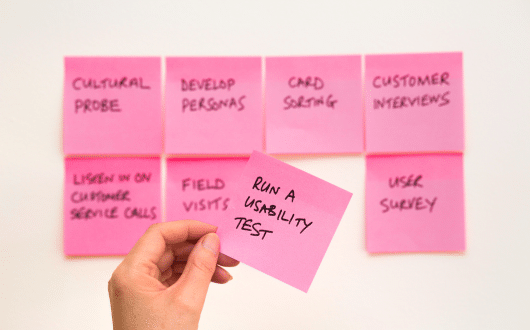 CULTURAL
PROBE
DEVELOP
PERSONAS
CARD
SORTING
CUSTOMER
INTERVIEWS
LISTEN IN ON
CUSTOMER
SERVICE CALLS
FIELD
VISITS
RUN A
USABILITY
TEST
USER
SURVEY